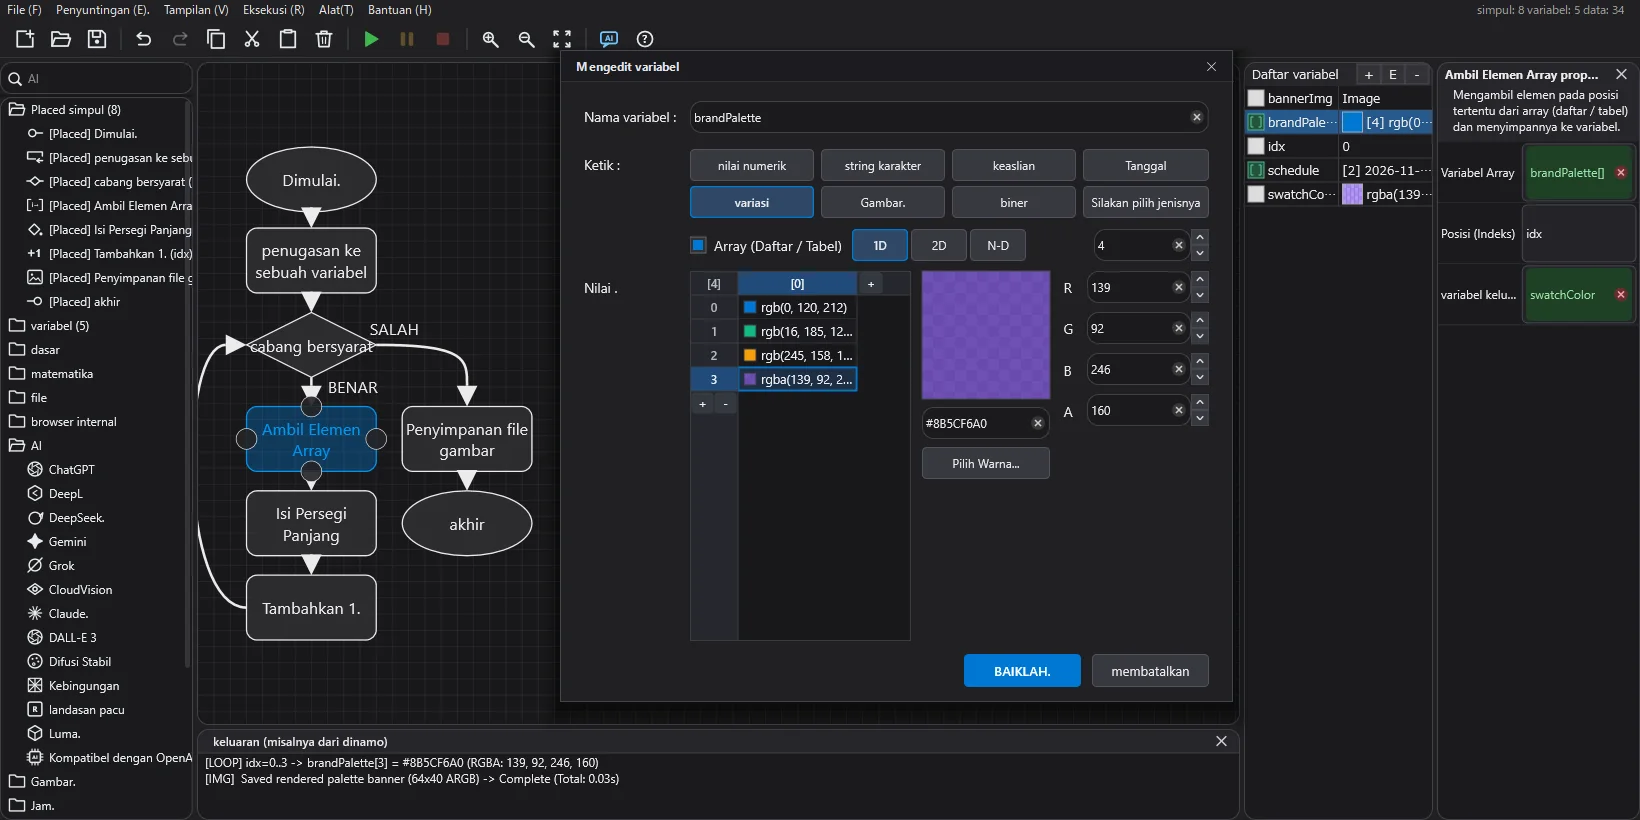 File (F) Penyuntingan (E). Tampilan (V) Eksekusi (R) Alat(T) Bantuan (H)
simpul: 8 variabel: 5 data: 34
AI
Placed simpul (8)
[Placed] Dimulai.
[Placed] penugasan ke sebu
[Placed] cabang bersyarat (
[Placed] Ambil Elemen Arra
[Placed] Isi Persegi Panjang
+1 [Placed] Tambahkan 1. (idx)
[Placed] Penyimpanan file g
[Placed] akhir
variabel (5)
dasar
matematika
file
browser internal
AI
ChatGPT
DeepL
DeepSeek.
Gemini
Grok
CloudVision
Claude.
DALL-E 3
Difusi Stabil
Kebingungan
R landasan pacu
Luma.
AI Kompatibel dengan OpenA
Gambar.
Jam.
Dimulai.
penugasan ke
sebuah variabel
cabang bersyarat
SALAH
BENAR
Ambil Elemen
Array
Penyimpanan file
gambar
Isi Persegi
Panjang
akhir
Tambahkan 1.
Mengedit variabel
Nama variabel : brandPalette
Ketik : nilai numerik string karakter keaslian Tanggal
variasi Gambar. biner Silakan pilih jenisnya
Array (Daftar / Tabel) 1D 2D N-D 4
Nilai .
[4] [0] +
0 rgb(0, 120, 212)
1 rgb(16, 185, 12...
2 rgb(245, 158, 1...
3 rgba(139, 92, 2...
+ -
R 139
G 92
B 246
A 160
#8B5CF6A0
Pilih Warna...
BAIKLAH. membatalkan
Daftar variabel + E -
bannerImg Image
[] brandPale··· [4] rgb(0···
idx 0
[] schedule [2] 2026-11-···
swatchCo··· rgba(139···
Ambil Elemen Array prop...
Mengambil elemen pada posisi
tertentu dari array (daftar / tabel)
dan menyimpannya ke variabel.
Variabel Array brandPalette[]
Posisi (Indeks) idx
variabel kelu... swatchColor
keluaran (misalnya dari dinamo)
[LOOP] idx=0..3 -> brandPalette[3] = #8B5CF6A0 (RGBA: 139, 92, 246, 160)
[IMG] Saved rendered palette banner (64x40 ARGB) -> Complete (Total: 0.03s)